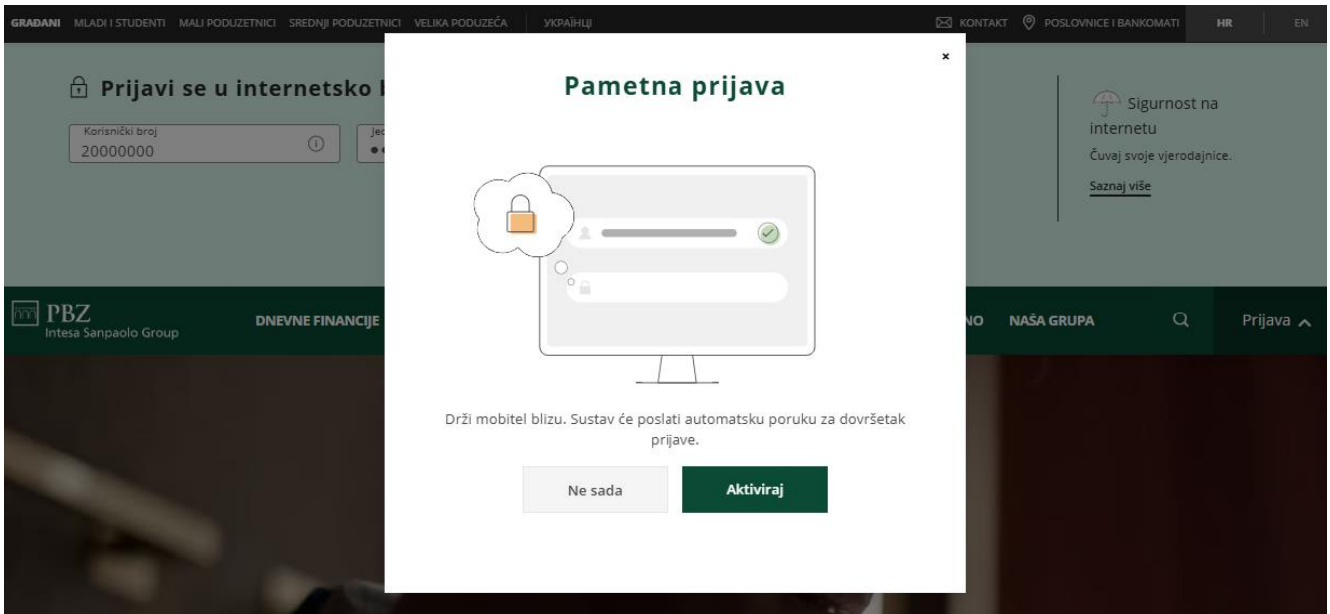 GRAĐANI MLADI I STUDENTI MALI PODUZETNICI SREDNJI PODUZETNICI VELIKA PODUZEĆA УКРАЇНЦІ KONTAKT POSLOVNICE I BANKOMATI HR EN
×
Pametna prijava
Prijavi se u internetsko
Korisnički broj
20000000
Sigurnost na
internetu
Čuvaj svoje vjerodajnice.
Saznaj više
PBZ
Intesa Sanpaolo Group
DNEVNE FINANCIJE NO NAŠA GRUPA Prijava
Drži mobitel blizu. Sustav će poslati automatsku poruku za dovršetak
prijave.
Ne sada Aktiviraj